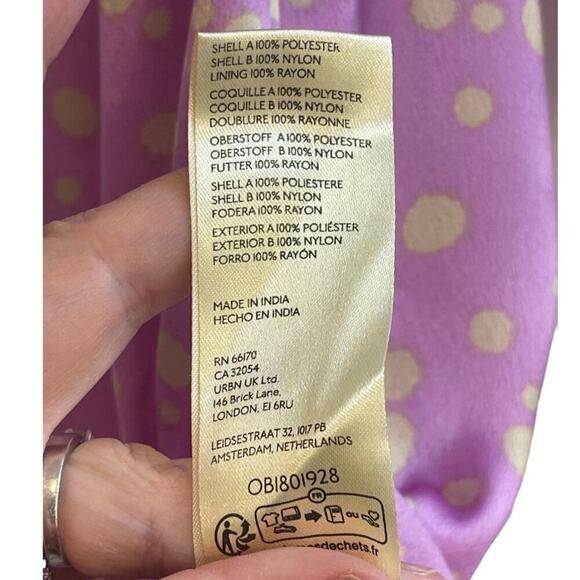 SHELL A 100% POLYESTER
SHELL B 100% NYLON
LINING 100% RAYON
COQUILLE A 100% POLYESTER
COQUILLE B 100% NYLON
DOUBLURE 100% RAYONNE
OBERSTOFF A 100% POLYESTER
OBERSTOFF B 100% NYLON
FUTTER 100% RAYON
SHELL A 100% POLIESTERE
SHELL B 100% NYLON
FODERA 100% RAYON
EXTERIOR A 100% POLIÉSTER
EXTERIOR B 100% NYLON
FORRO 100% RAYÓN
MADE IN INDIA
HECHO EN INDIA
RN 66170
CA 32054
URBN UK Ltd.
146 Brick Lane,
LONDON, E1 6RU
LEIDSESTRAAT 32, 1017 PB
AMSTERDAM, NETHERLANDS
OB1801928
FR
ou